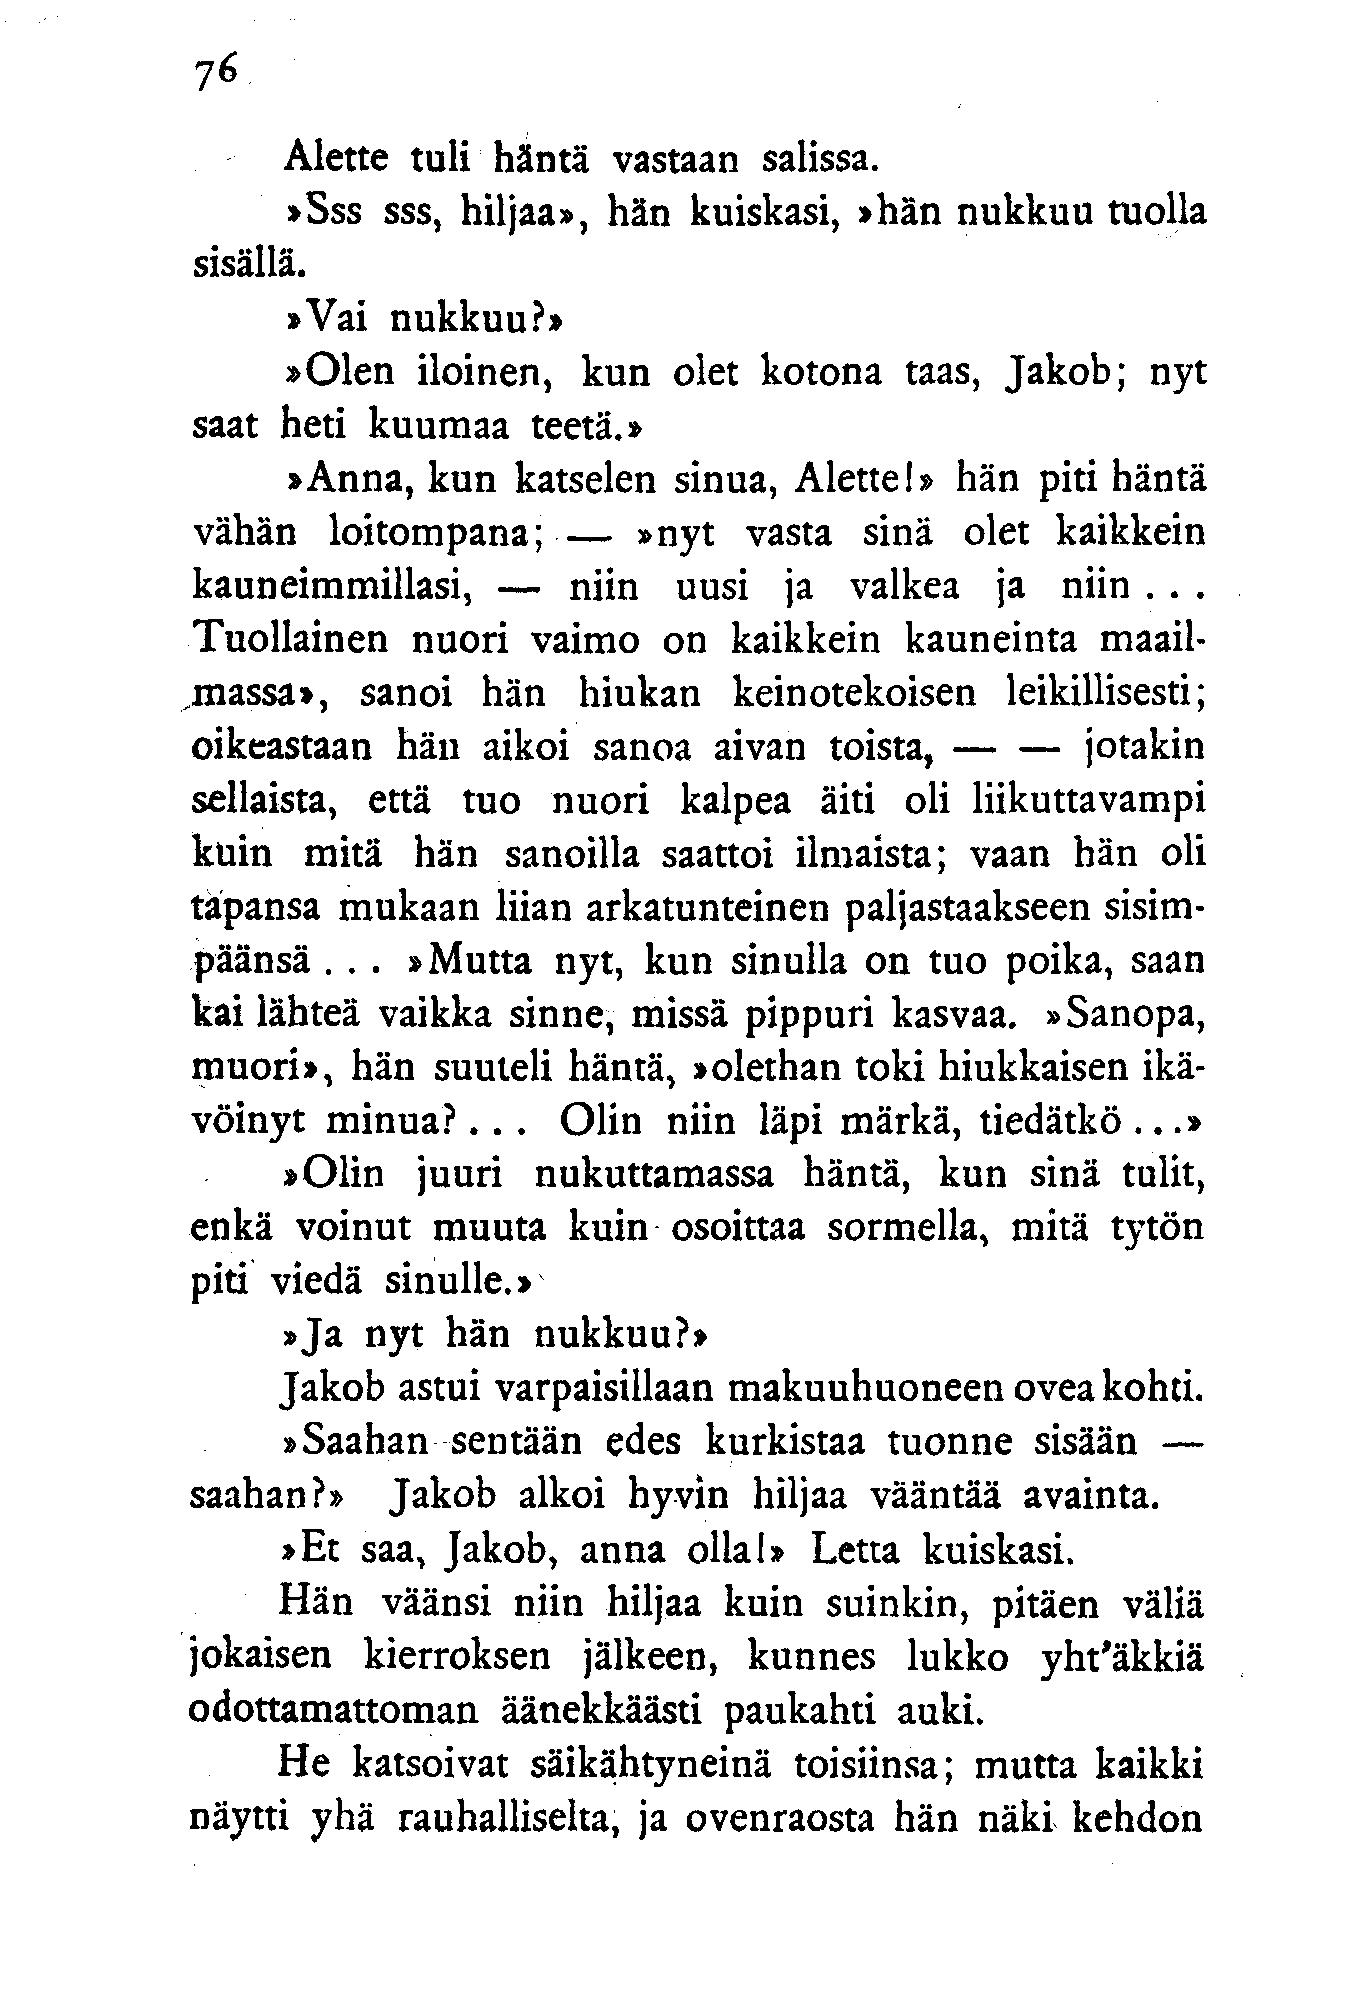 76
Alette tuli häntä vastaan salissa.
»Sss sss, hiljaa», hän kuiskasi, »hän nukkuu tuolla
sisällä.
»Vai nukkuu?»
»Olen iloinen, kun olet kotona taas, Jakob; nyt
saat heti kuumaa teetä.»
»Anna, kun katselen sinua, Alette!» hän piti häntä
vähän loitompana; — »nyt vasta sinä olet kaikkein
kauneimmillasi, — niin uusi ja valkea ja niin . . .
Tuollainen nuori vaimo on kaikkein kauneinta maail-
massa», sanoi hän hiukan keinotekoisen leikillisesti;
oikeastaan hän aikoi sanoa aivan toista, — — jotakin
sellaista, että tuo nuori kalpea äiti oli liikuttavampi
kuin mitä hän sanoilla saattoi ilmaista; vaan hän oli
tapansa mukaan liian arkatunteinen paljastaakseen sisim-
päänsä . . . »Mutta nyt, kun sinulla on tuo poika, saan
kai lähteä vaikka sinne, missä pippuri kasvaa. »Sanopa,
muori», hän suuteli häntä, »olethan toki hiukkaisen ikä-
vöinyt minua? . . . Olin niin läpi märkä, tiedätkö . . .»
»Olin juuri nukuttamassa häntä, kun sinä tulit,
enkä voinut muuta kuin osoittaa sormella, mitä tytön
piti viedä sinulle.»
»Ja nyt hän nukkuu?»
Jakob astui varpaisillaan makuuhuoneen ovea kohti.
»Saahan sentään edes kurkistaa tuonne sisään —
saahan?» Jakob alkoi hyvin hiljaa vääntää avainta.
»Et saa, Jakob, anna olla!» Letta kuiskasi.
Hän väänsi niin hiljaa kuin suinkin, pitäen väliä
jokaisen kierroksen jälkeen, kunnes lukko yht'äkkiä
odottamattoman äänekkäästi paukahti auki.
He katsoivat säikähtyneinä toisiinsa; mutta kaikki
näytti yhä rauhalliselta, ja ovenraosta hän näki kehdon